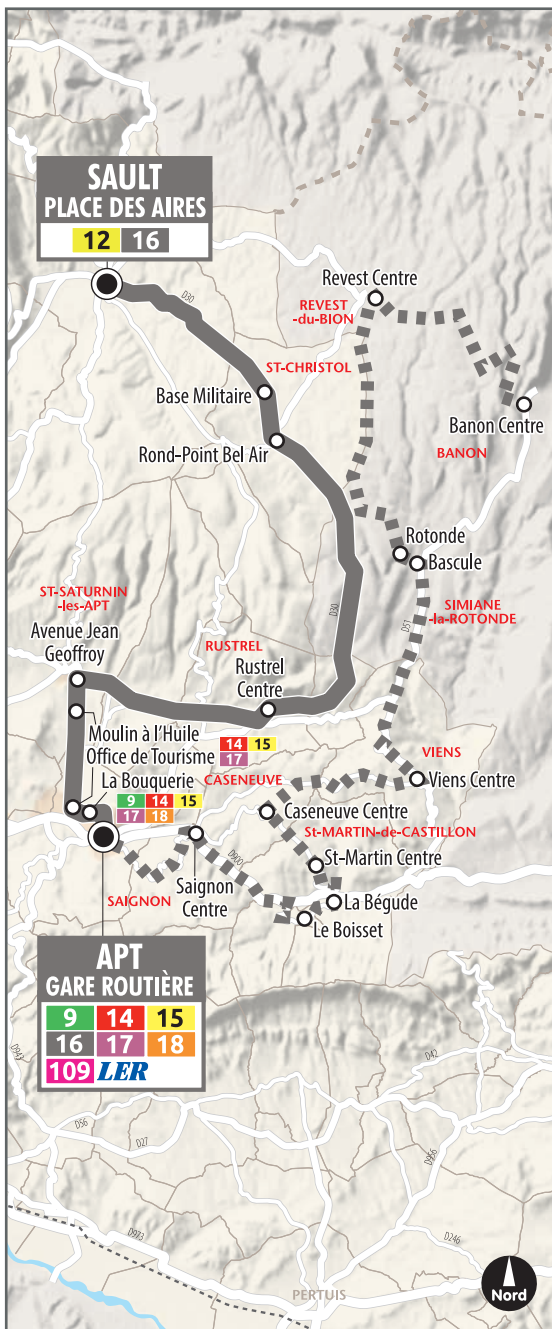 SAULT
PLACE DES AIRES
12 16
Revest Centre
REVEST
-du-BION
D30
ST-CHRISTOL
Base Militaire
Banon Centre
Rond-Point Bel Air
BANON
Rotonde
Bascule
ST-SATURNIN
-les-APT
SIMIANE
-la-ROTONDE
D30
D51
Avenue Jean
Geoffroy
RUSTREL
Rustrel
Centre
Moulin à l'Huile
Office de Tourisme
14 15
17
VIENS
La Bouquerie
CASENEUVE
Viens Centre
9 14 15
17 18
Caseneuve Centre
St-MARTIN-de-CASTILLON
D900
St-Martin Centre
SAIGNON
Saignon
Centre
La Bégude
Le Boisset
APT
GARE ROUTIÈRE
9 14 15
16 17 18
109 LER
D943
D42
D56
D27
D956
D973
D246
PERTUIS
Nord